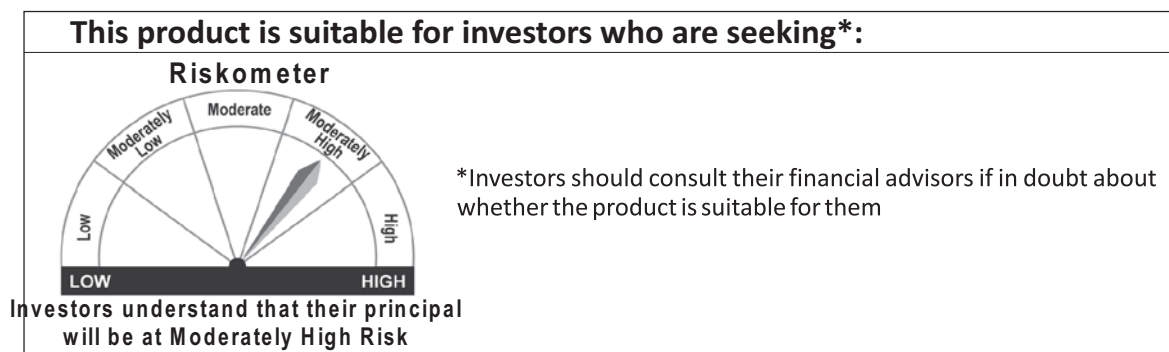 This product is suitable for investors who are seeking*:
Riskometer
Low
Moderately
Low
Moderate
Moderately
High
High
LOW
HIGH
Investors understand that their principal
will be at Moderately High Risk
*Investors should consult their financial advisors if in doubt about
whether the product is suitable for them